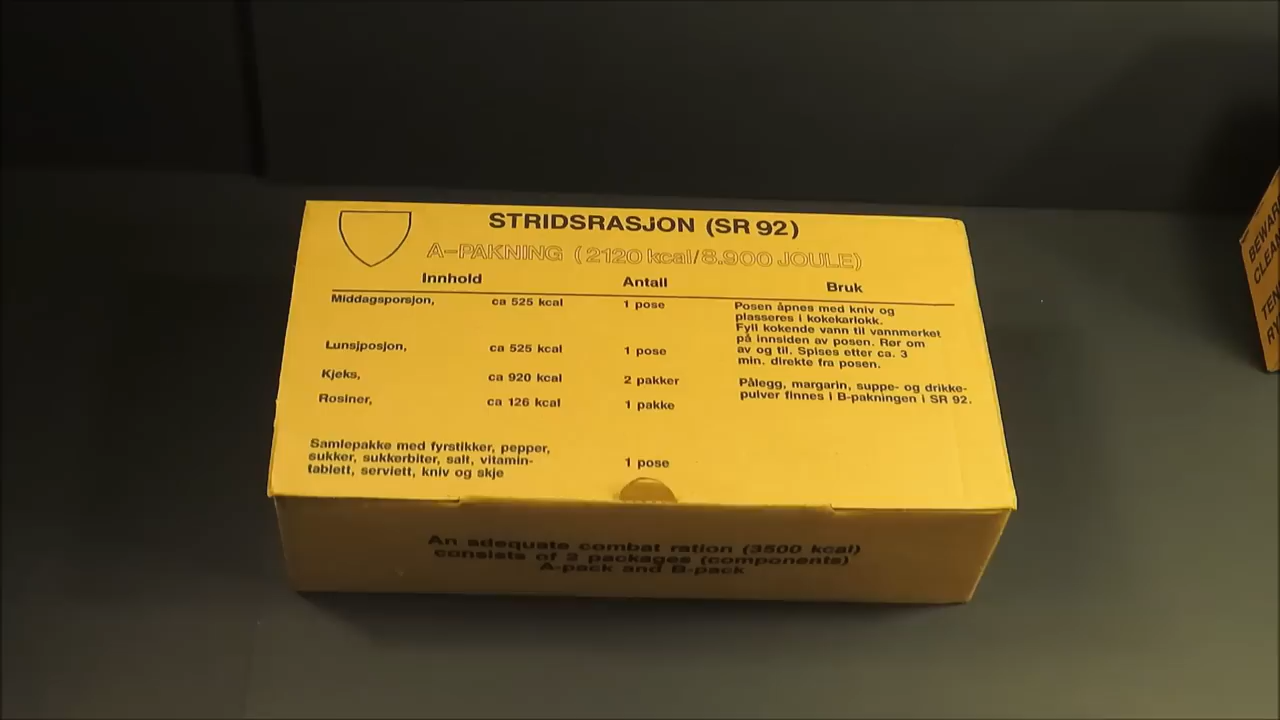 STRIDSRASJON (SR 92)
A-PAKNING (2120 kcal/8.900 JOULE)
Innhold Antall Bruk
Middagsporsjon, ca 525 kcal 1 pose
Posen åpnes med kniv og
plasseres i kokekarlokk.
Fyll kokende vann til vannmerket
på innsiden av posen. Rør om
av og til. Spises etter ca. 3
min. direkte fra posen.
Lunsjposjon, ca 525 kcal 1 pose
Kjeks, ca 920 kcal 2 pakker
Pålegg, margarin, suppe- og drikke-
pulver finnes i B-pakningen i SR 92.
Rosiner, ca 126 kcal 1 pakke
Samlepakke med fyrstikker, pepper,
sukker, sukkerbiter, salt, vitamin-
tablett, serviett, kniv og skje 1 pose
An adequate combat ration (3500 kcal)
consists of 2 packages (components)
A-pack and B-pack